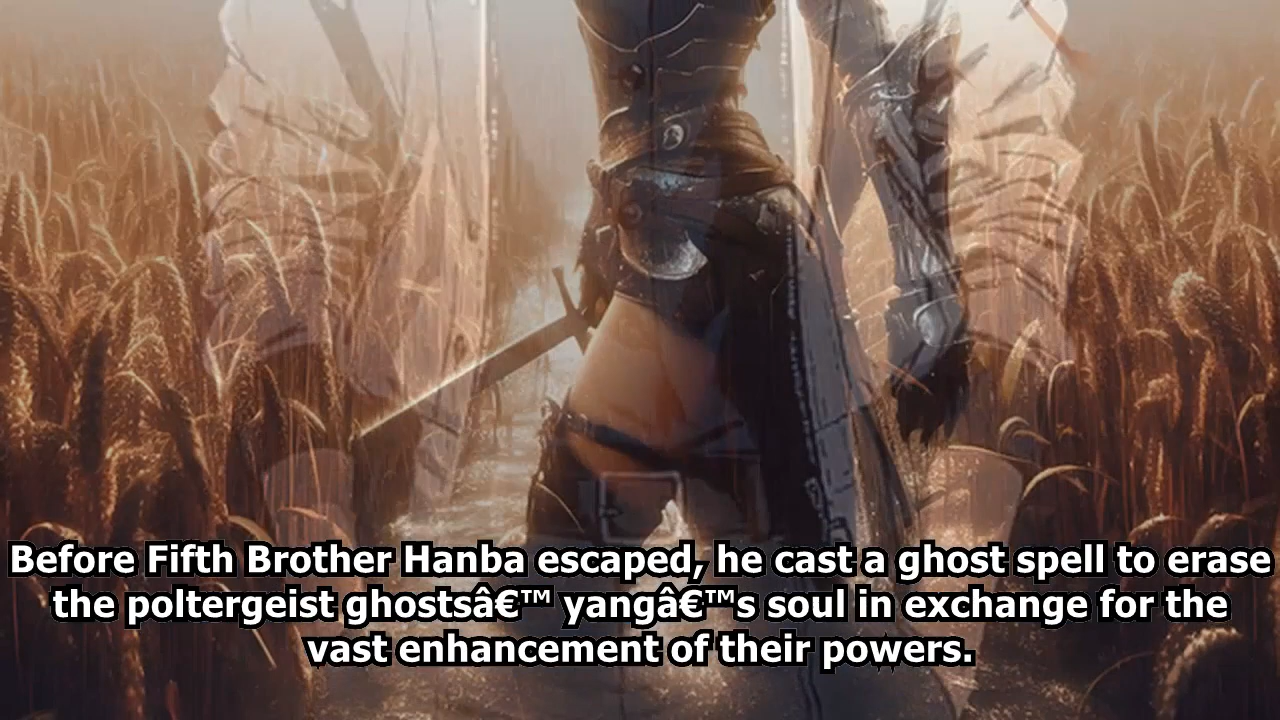 Before Fifth Brother Hanba escaped, he cast a ghost spell to erase
the poltergeist ghostsâ€™ yangâ€™s soul in exchange for the
vast enhancement of their powers.